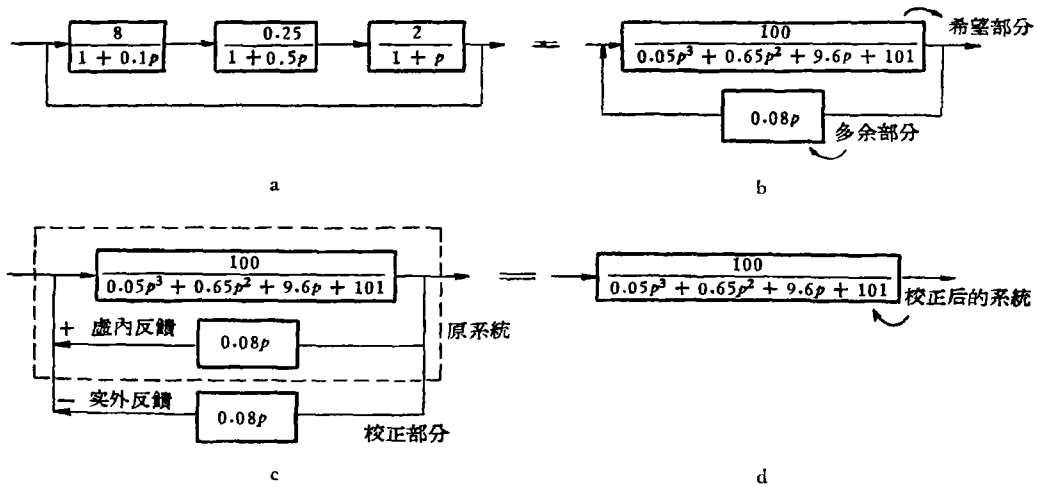 8
1 + 0.1p
0.25
1 + 0.5p
2
1 + p
=
100
0.05p³ + 0.65p² + 9.6p + 101
希望部分
0.08p
多余部分
a
b
100
0.05p³ + 0.65p² + 9.6p + 101
+ 虚內反饋
0.08p
原系統
− 实外反饋
0.08p
校正部分
=
100
0.05p³ + 0.65p² + 9.6p + 101
校正后的系統
c
d